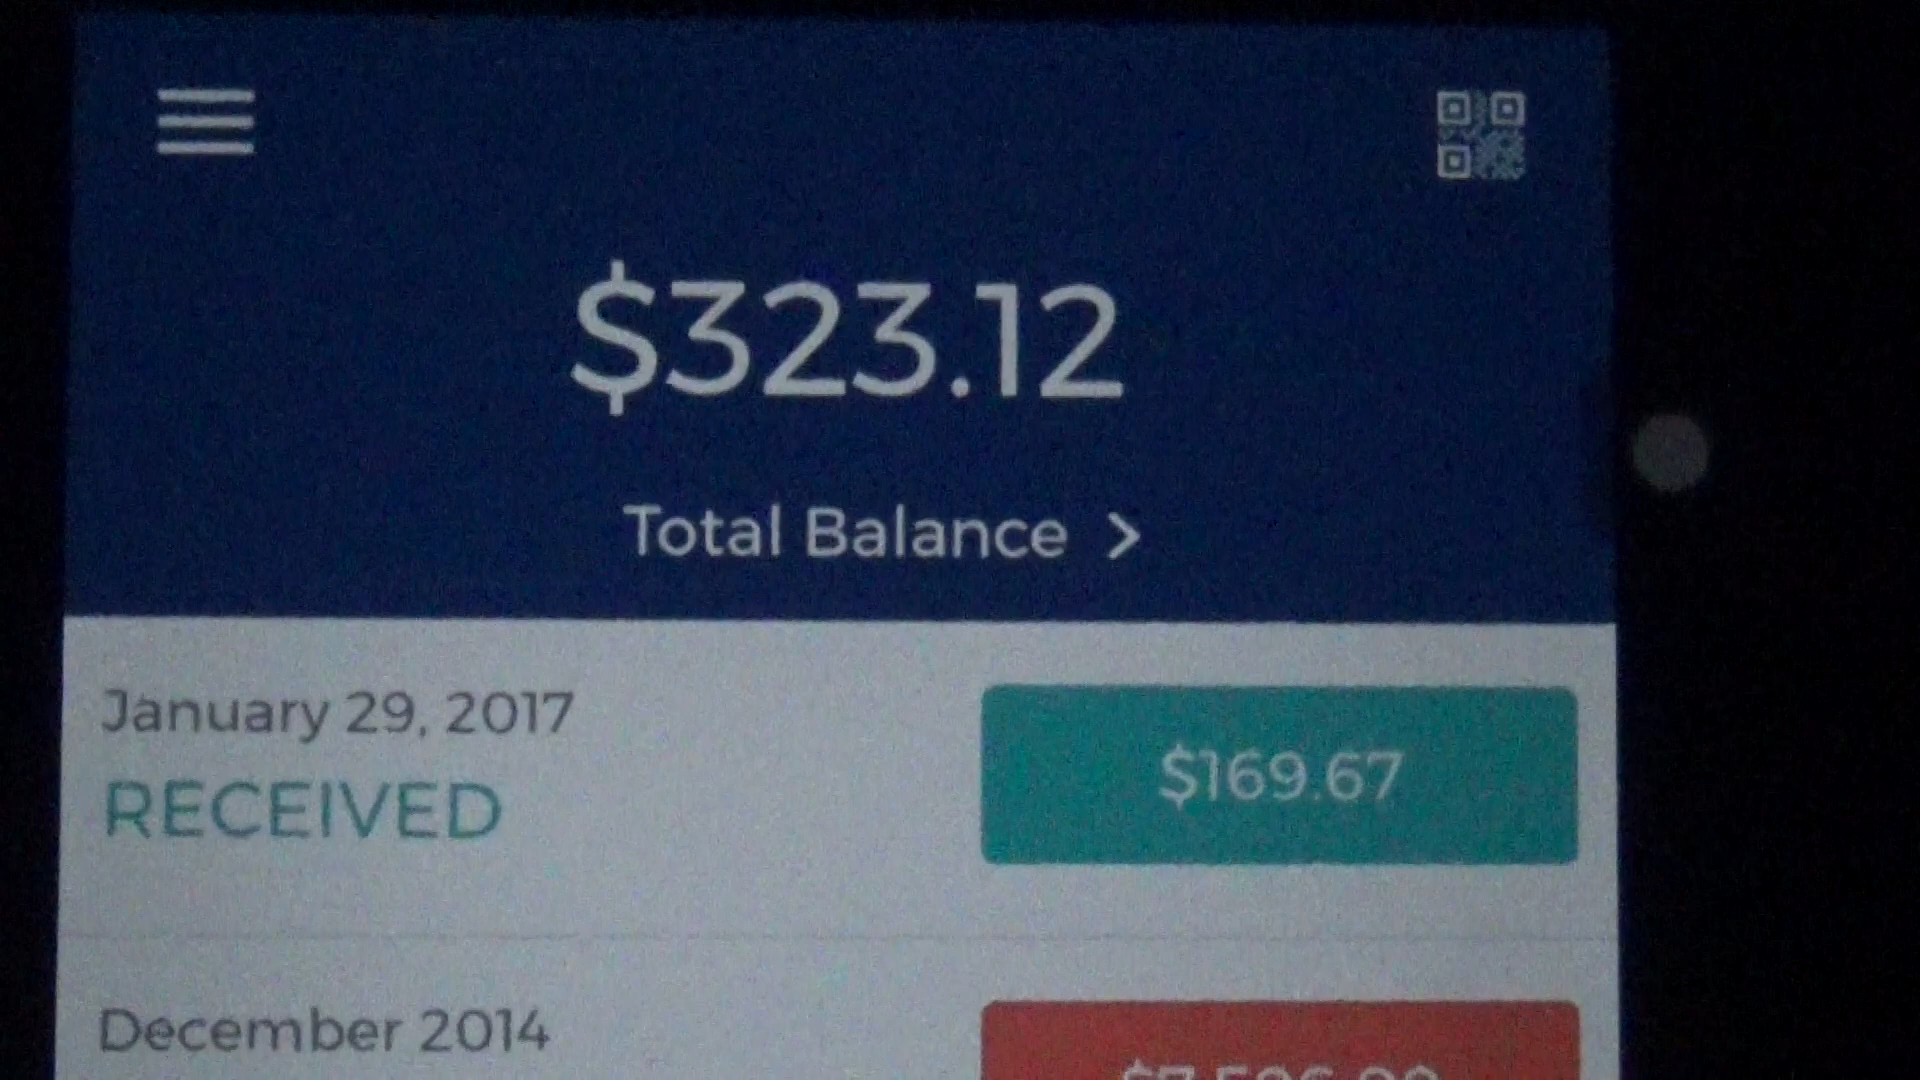 $323.12
Total Balance >
January 29, 2017
RECEIVED
$169.67
December 2014